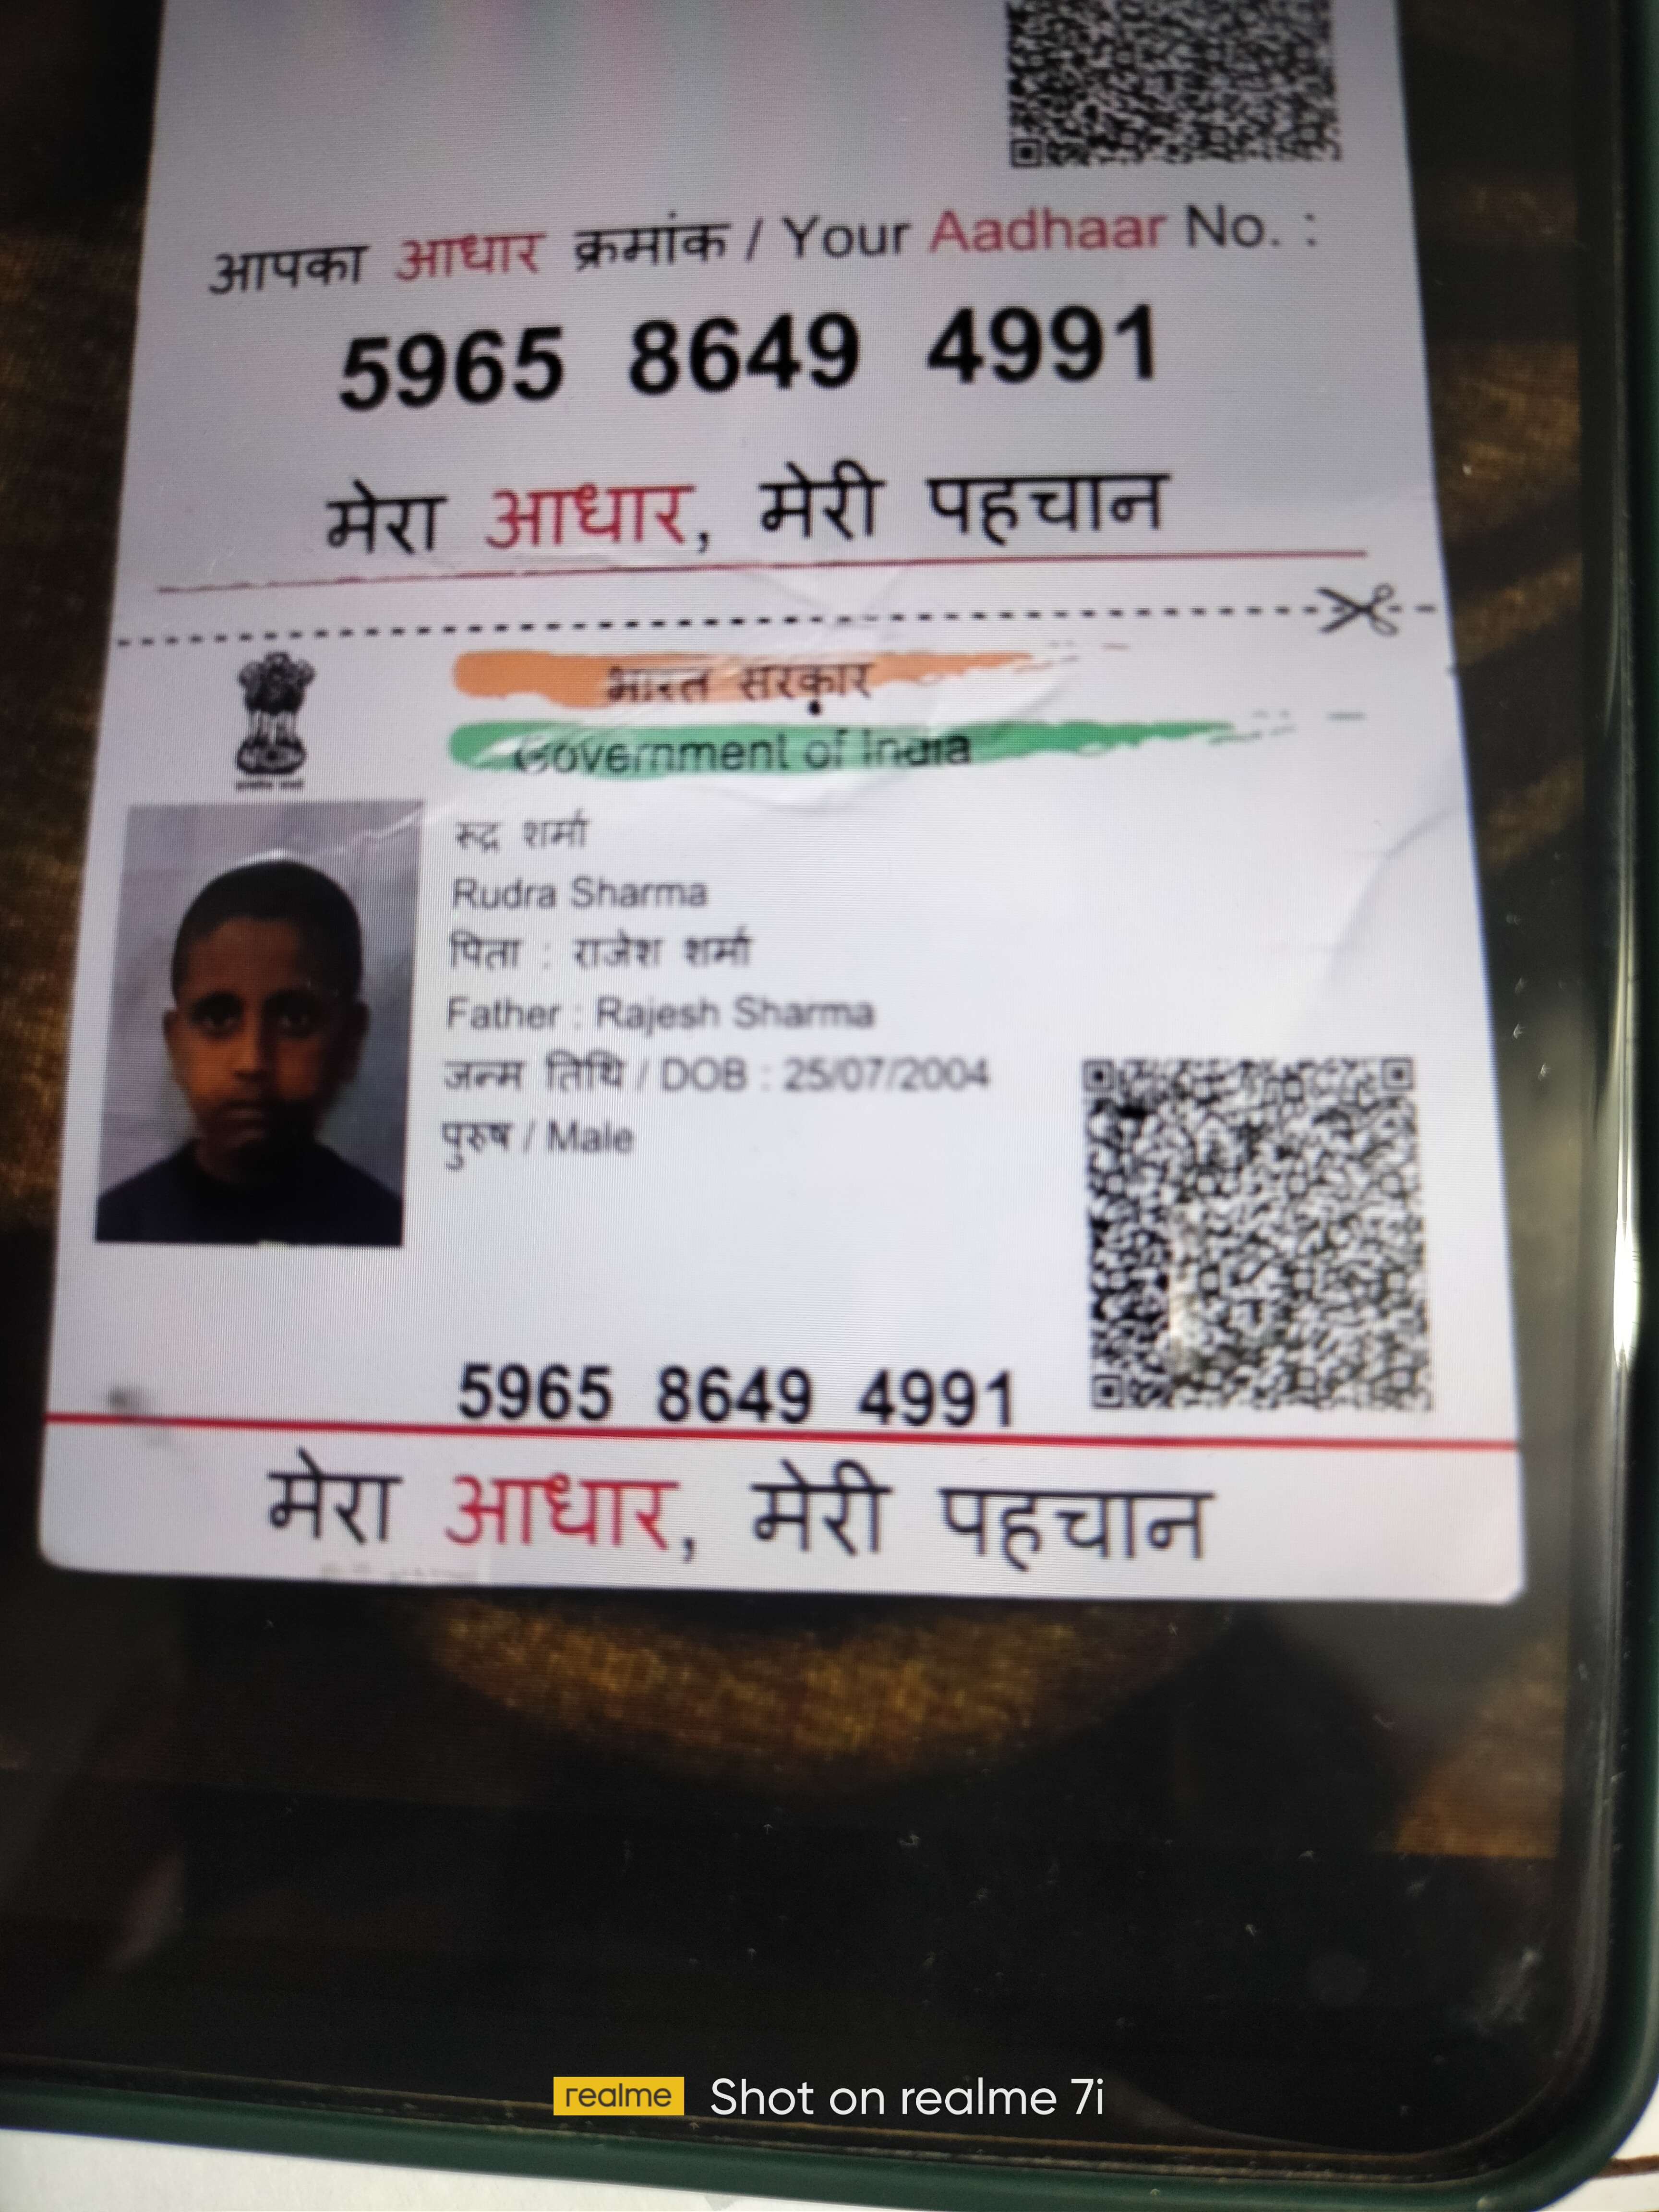 आपका आधार क्रमांक / Your Aadhaar No. :
5965 8649 4991
मेरा आधार, मेरी पहचान
भारत सरकार
Government of India
रुद्र शर्मा
Rudra Sharma
पिता : राजेश शर्मा
Father : Rajesh Sharma
जन्म तिथि / DOB : 25/07/2004
पुरुष / Male
5965 8649 4991
मेरा आधार, मेरी पहचान
realme Shot on realme 7i